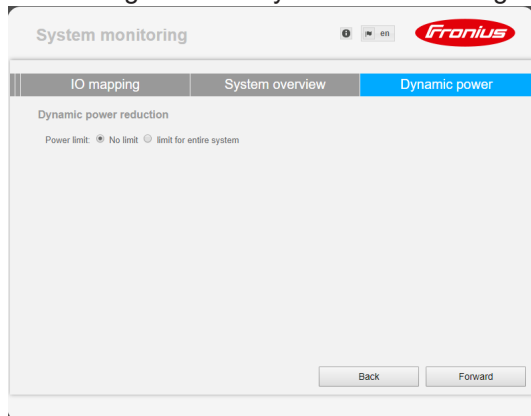 System monitoring
en
Fronius
IO mapping
System overview
Dynamic power
Dynamic power reduction
Power limit: No limit limit for entire system
Back
Forward